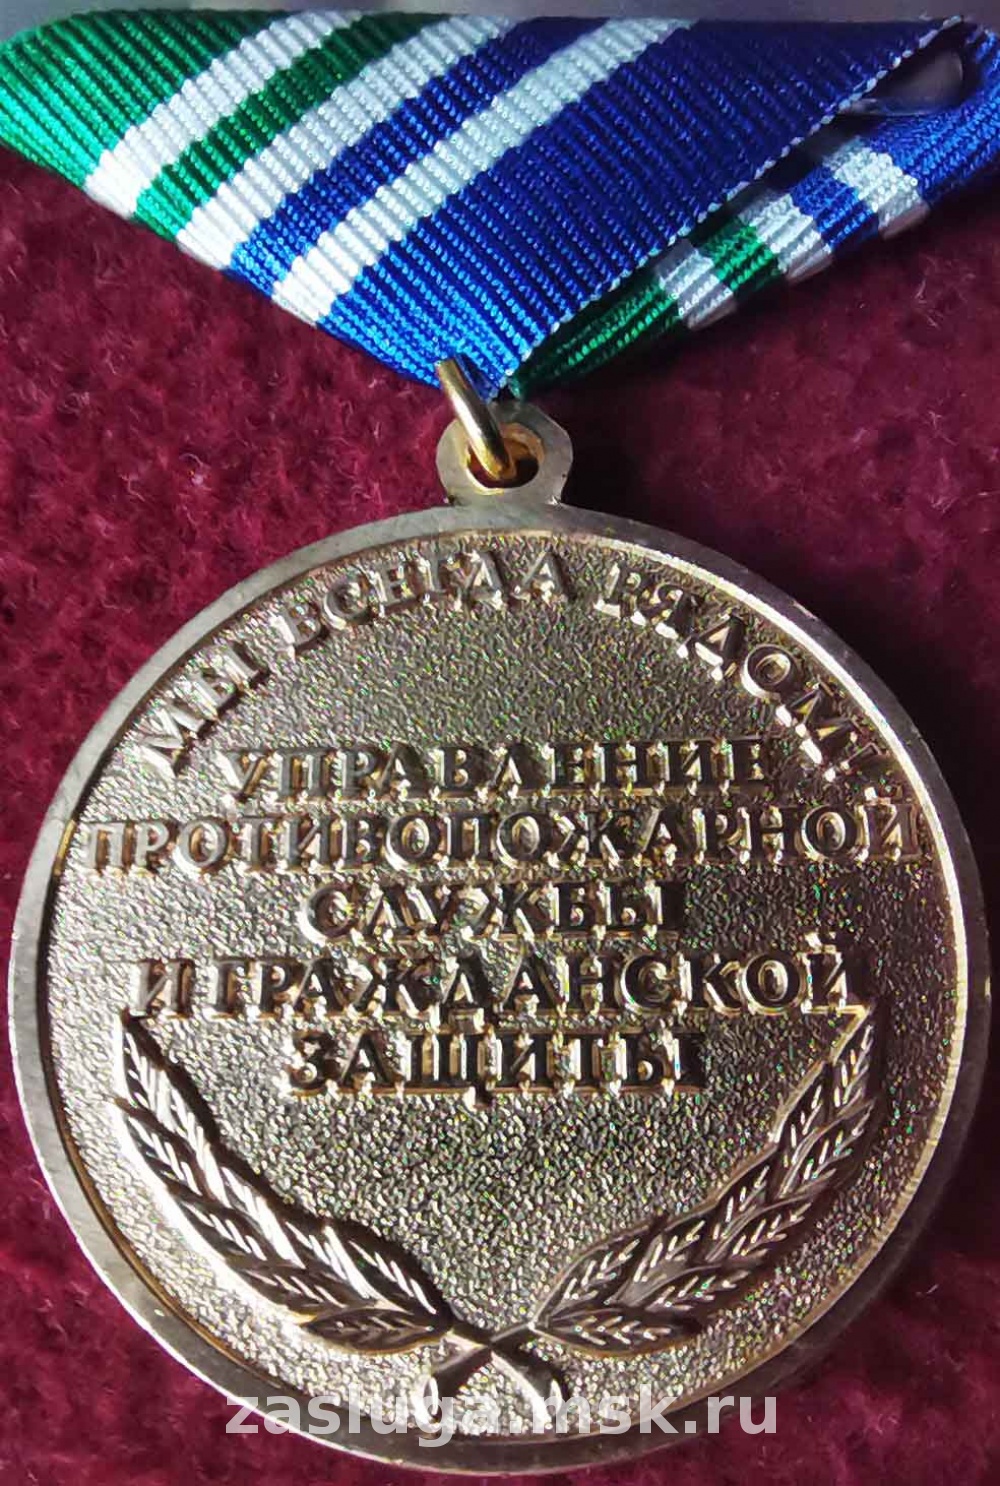 МЫ ВСЕГДА РЯДОМ!
УПРАВЛЕНИЕ
ПРОТИВОПОЖАРНОЙ
СЛУЖБЫ
И ГРАЖДАНСКОЙ
ЗАЩИТЫ
zasluga.msk.ru